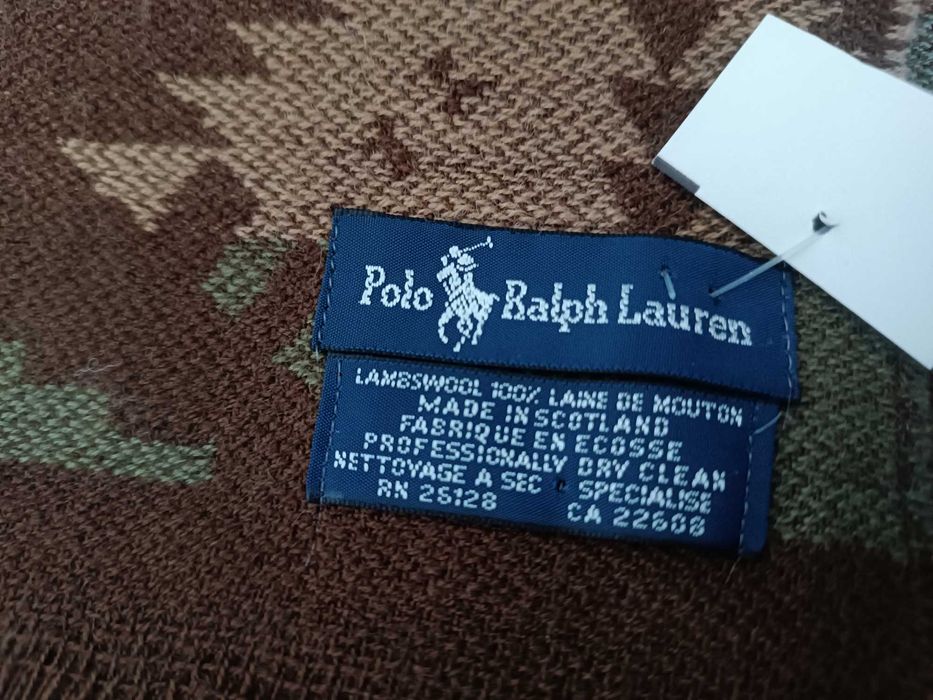 Polo Ralph Lauren
LAMBSWOOL 100% LAINE DE MOUTON
MADE IN SCOTLAND
FABRIQUE EN ECOSSE
PROFESSIONALLY DRY CLEAN
NETTOYAGE A SEC SPECIALISE
RN 26128 CA 22608